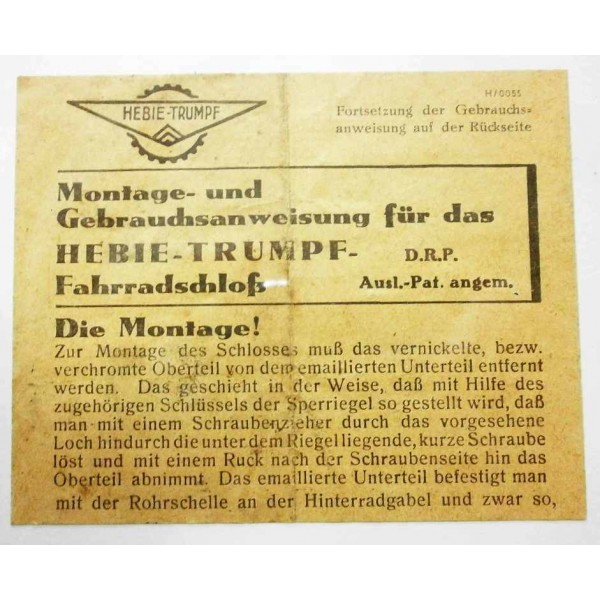 HEBIE-TRUMPF
H/0055
Fortsetzung der Gebrauchs=
anweisung auf der Rückseite
Montage- und
Gebrauchsanweisung für das
HEBIE-TRUMPF- D.R.P.
Fahrradschloß Ausl.-Pat. angem.
Die Montage!
Zur Montage des Schlosses muß das vernickelte, bezw.
verchromte Oberteil von dem emaillierten Unterteil entfernt
werden. Das geschieht in der Weise, daß mit Hilfe des
zugehörigen Schlüssels der Sperriegel so gestellt wird, daß
man mit einem Schraubenzieher durch das vorgesehene
Loch hindurch die unter dem Riegel liegende, kurze Schraube
löst und mit einem Ruck nach der Schraubenseite hin das
Oberteil abnimmt. Das emaillierte Unterteil befestigt man
mit der Rohrschelle an der Hinterradgabel und zwar so,